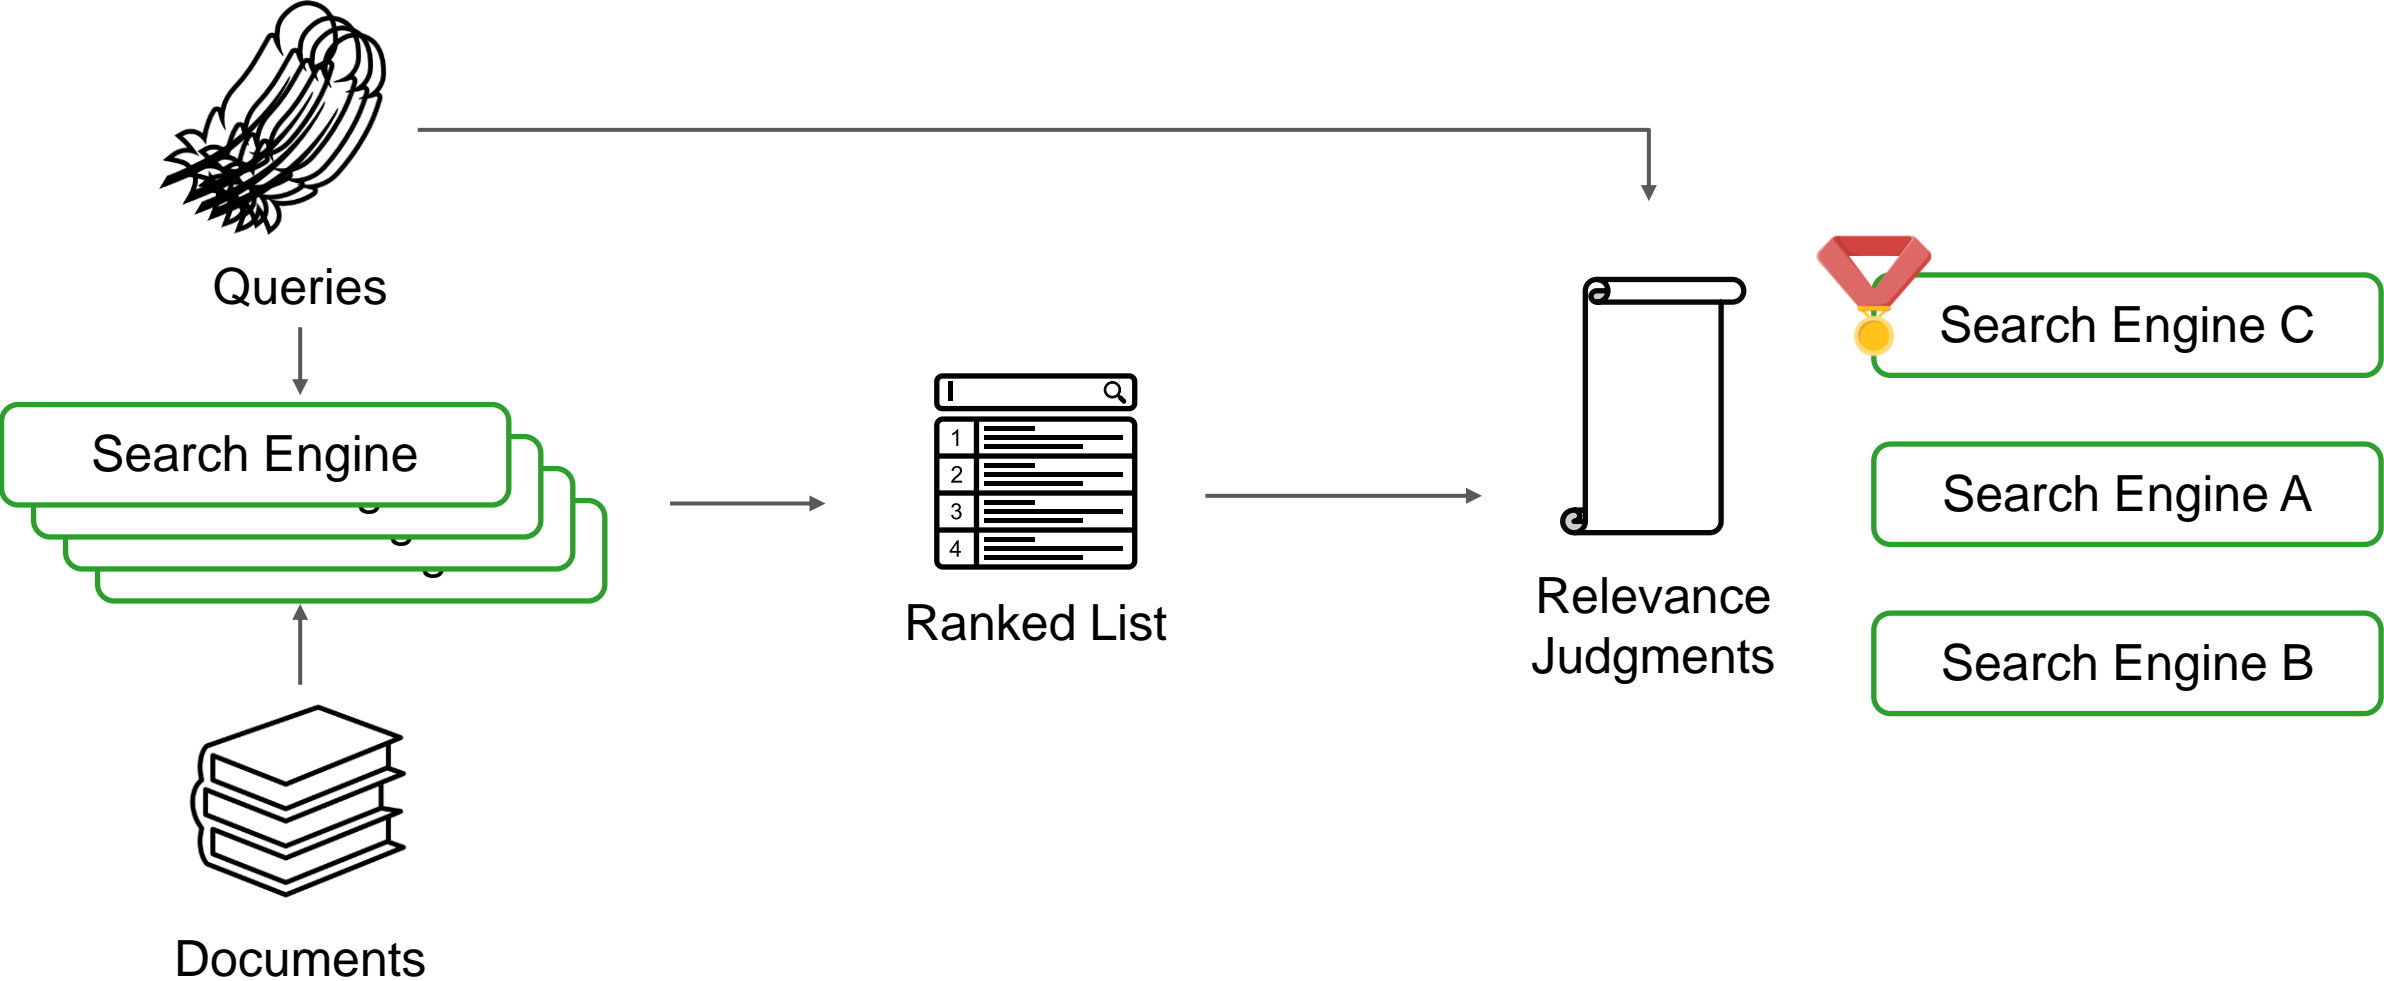 Queries
Search Engine
Documents
1
2
3
4
Ranked List
Relevance
Judgments
Search Engine C
Search Engine A
Search Engine B